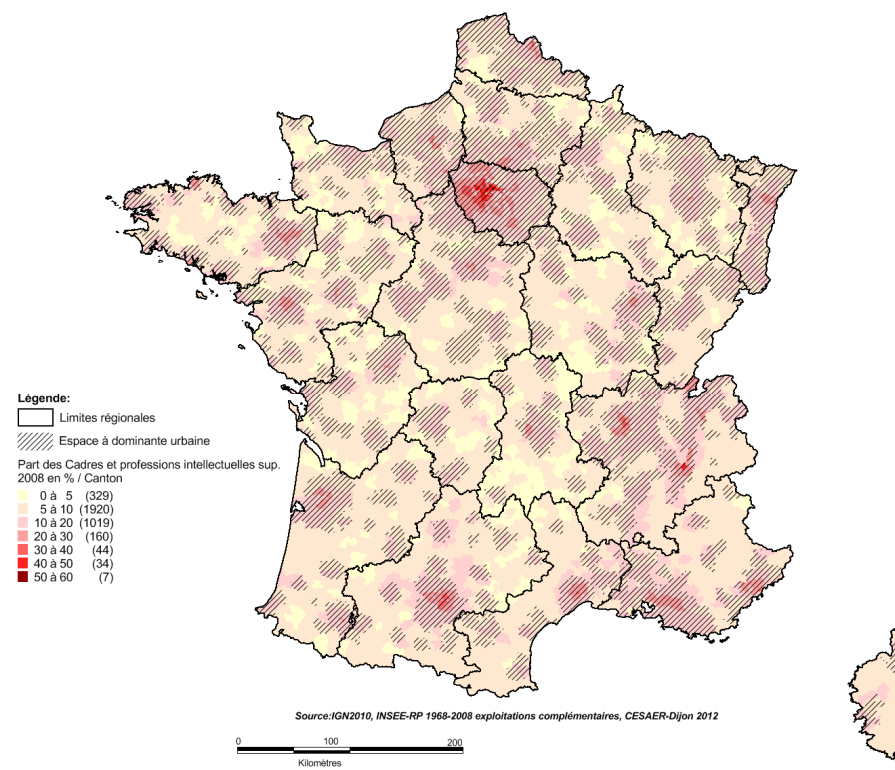 Légende:
Limites régionales
Espace à dominante urbaine
Part des Cadres et professions intellectuelles sup.
2008 en % / Canton
0 à 5 (329)
5 à 10 (1920)
10 à 20 (1019)
20 à 30 (160)
30 à 40 (44)
40 à 50 (34)
50 à 60 (7)
Source:IGN2010, INSEE-RP 1968-2008 exploitations complémentaires, CESAER-Dijon 2012
0 100 200
Kilomètres